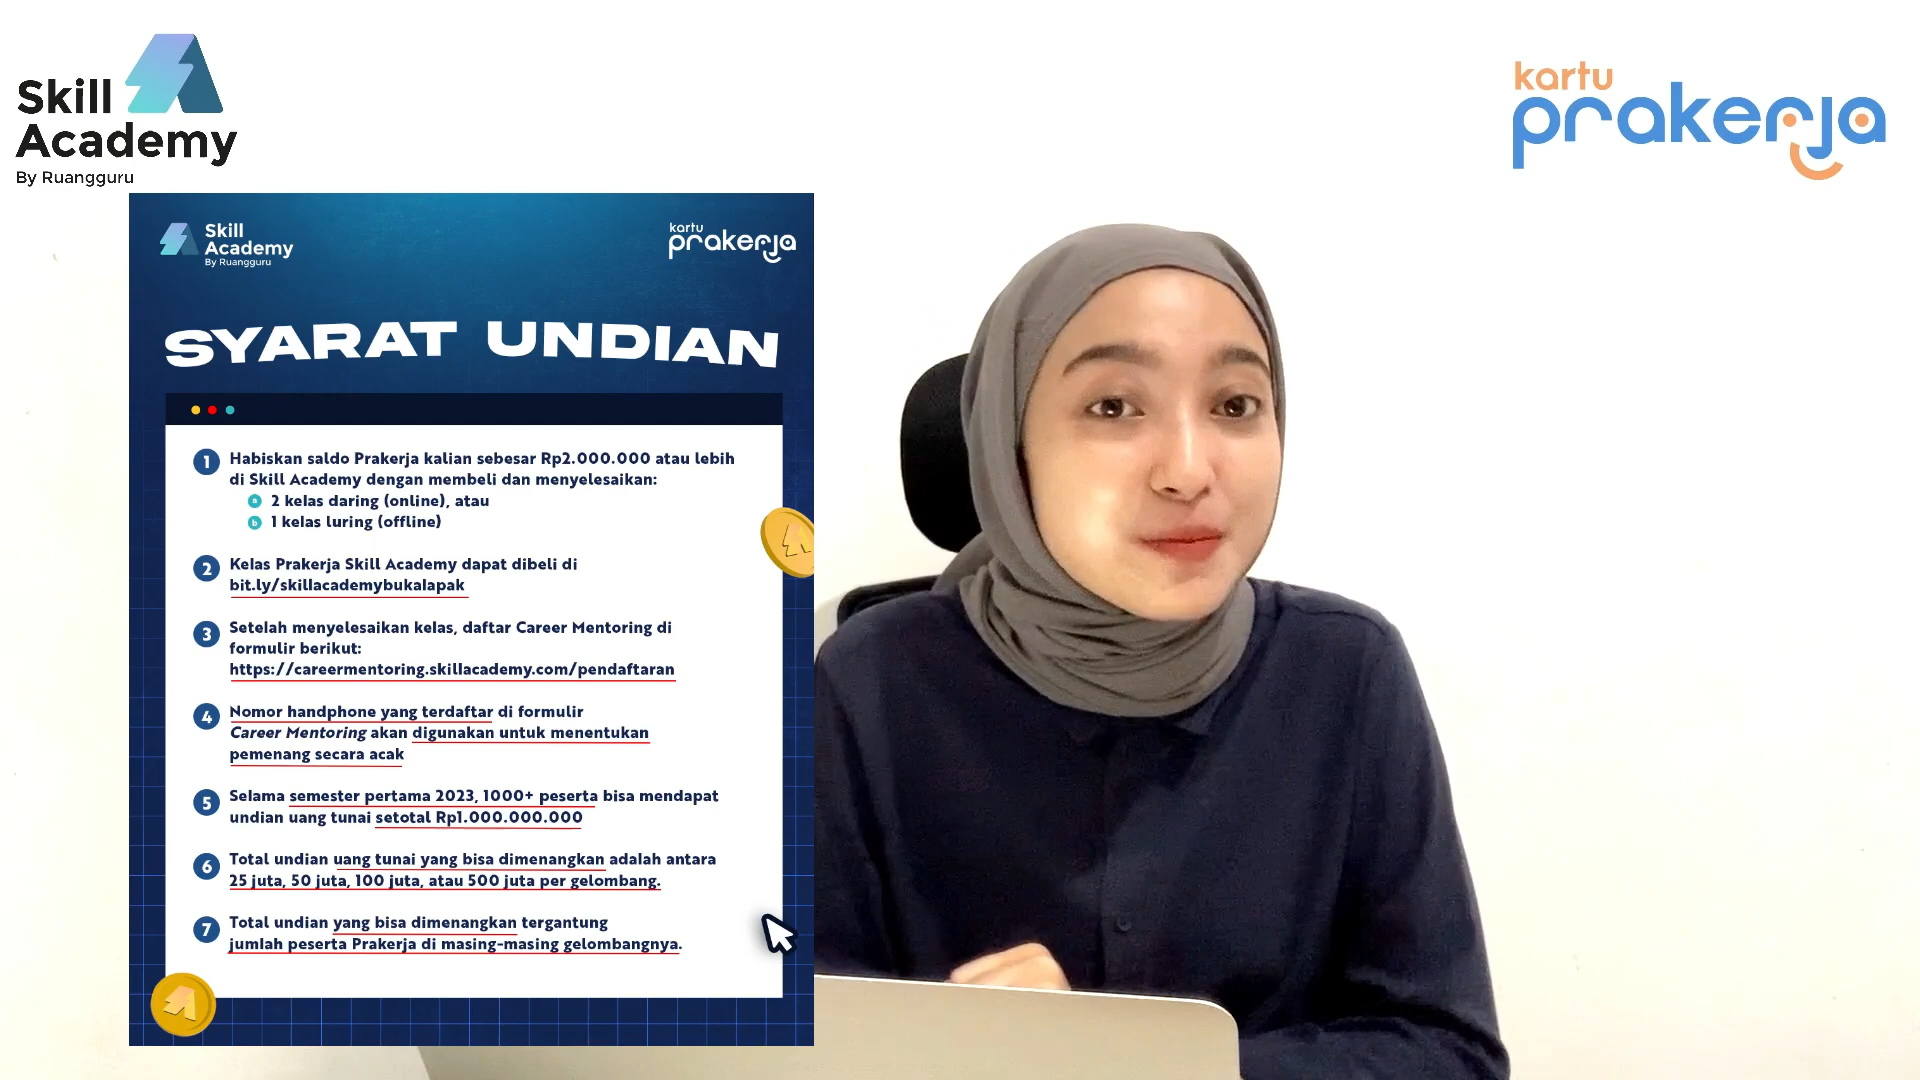 Skill
Academy
By Ruangguru
kartu
prakerja
Skill
Academy
By Ruangguru
kartu
prakerja
SYARAT UNDIAN
1 Habiskan saldo Prakerja kalian sebesar Rp2.000.000 atau lebih
di Skill Academy dengan membeli dan menyelesaikan:
a 2 kelas daring (online), atau
b 1 kelas luring (offline)
2 Kelas Prakerja Skill Academy dapat dibeli di
bit.ly/skillacademybukalapak
3 Setelah menyelesaikan kelas, daftar Career Mentoring di
formulir berikut:
https://careermentoring.skillacademy.com/pendaftaran
4 Nomor handphone yang terdaftar di formulir
Career Mentoring akan digunakan untuk menentukan
pemenang secara acak
5 Selama semester pertama 2023, 1000+ peserta bisa mendapat
undian uang tunai setotal Rp1.000.000.000
6 Total undian uang tunai yang bisa dimenangkan adalah antara
25 juta, 50 juta, 100 juta, atau 500 juta per gelombang.
7 Total undian yang bisa dimenangkan tergantung
jumlah peserta Prakerja di masing-masing gelombangnya.